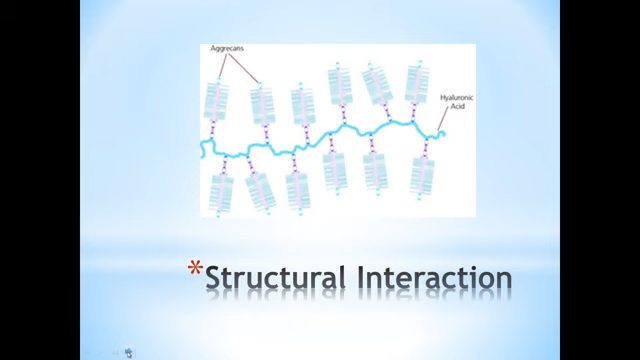 Aggrecans
Hyaluronic
Acid
*Structural Interaction